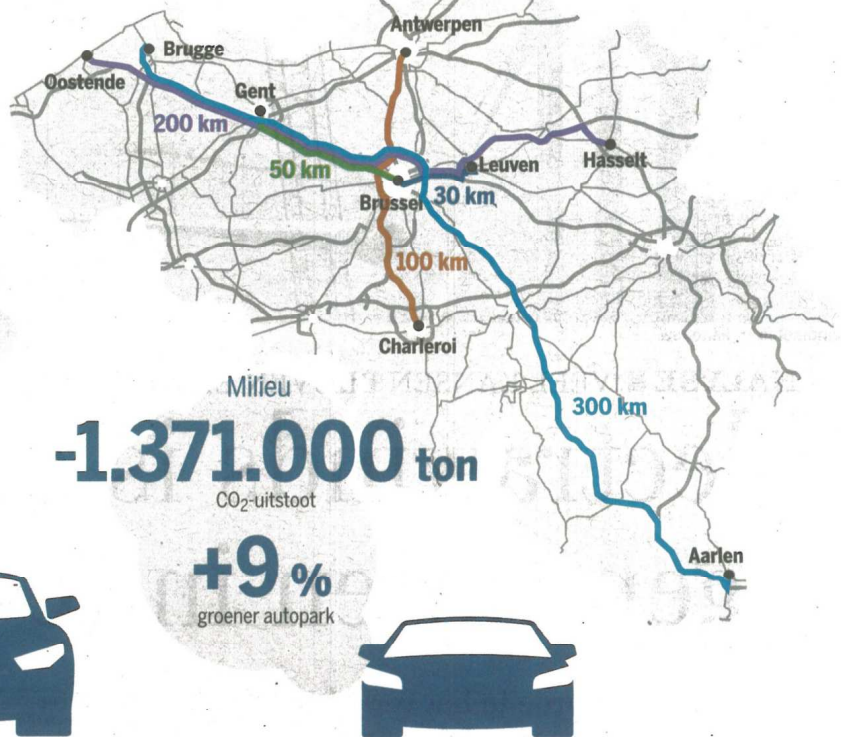 Antwerpen
Brugge
Oostende
Gent
200 km
50 km
Leuven
Hasselt
Brussel
30 km
100 km
Charleroi
Milieu
300 km
-1.371.000 ton
CO₂-uitstoot
+9 %
groener autopark
Aarlen